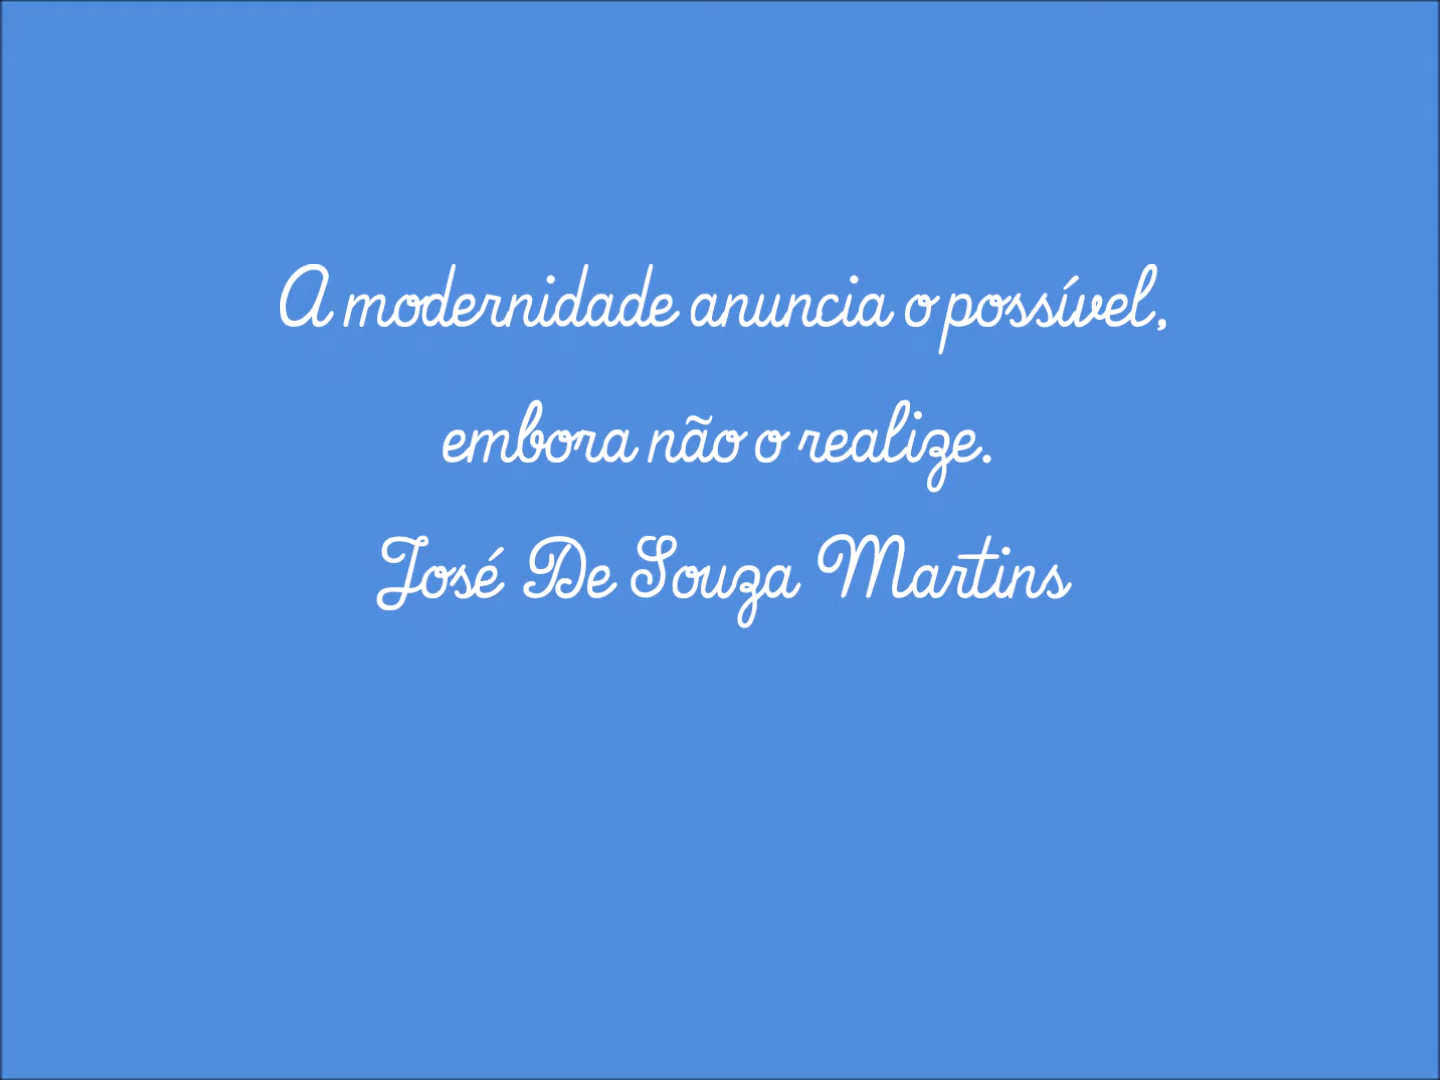 A modernidade anuncia o possível,
embora não o realize.
José De Souza Martins